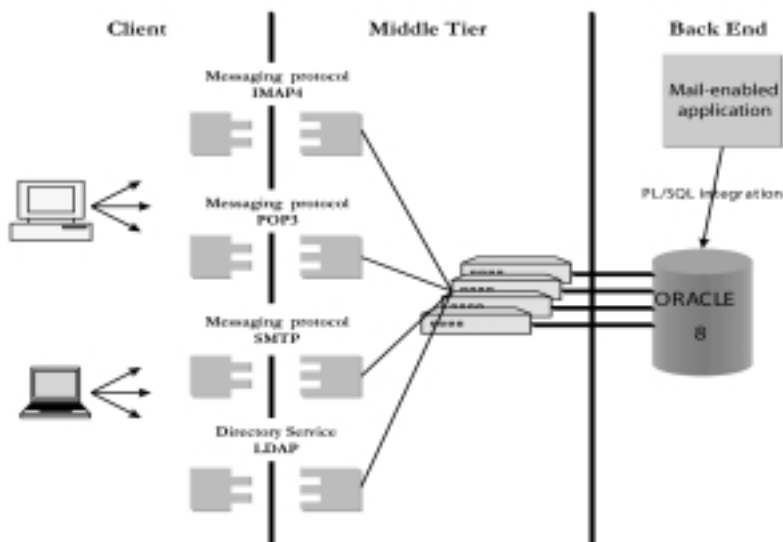 Client
Middle Tier
Back End
Messaging protocol
IMAP4
Mail-enabled
application
Messaging protocol
POP3
PL/SQL integration
ORACLE
8
Messaging protocol
SMTP
Directory Service
LDAP